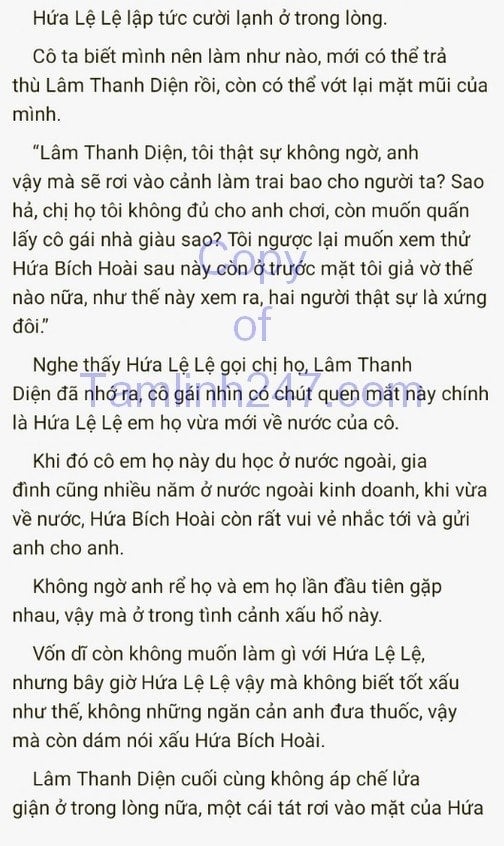 Hứa Lệ Lệ lập tức cười lạnh ở trong lòng.
Cô ta biết mình nên làm như nào, mới có thể trả
thù Lâm Thanh Diện rồi, còn có thể vớt lại mặt mũi của
mình.
“Lâm Thanh Diện, tôi thật sự không ngờ, anh
vậy mà sẽ rơi vào cảnh làm trai bao cho người ta? Sao
hả, chị họ tôi không đủ cho anh chơi, còn muốn quấn
lấy cô gái nhà giàu sao? Tôi ngược lại muốn xem thử
Hứa Bích Hoài sau này còn ở trước mặt tôi giả vờ thế
nào nữa, như thế này xem ra, hai người thật sự là xứng
đôi.”
Nghe thấy Hứa Lệ Lệ gọi chị họ, Lâm Thanh
Diện đã nhớ ra, cô gái nhìn có chút quen mắt này chính
là Hứa Lệ Lệ em họ vừa mới về nước của cô.
Khi đó cô em họ này du học ở nước ngoài, gia
đình cũng nhiều năm ở nước ngoài kinh doanh, khi vừa
về nước, Hứa Bích Hoài còn rất vui vẻ nhắc tới và gửi
anh cho anh.
Không ngờ anh rể họ và em họ lần đầu tiên gặp
nhau, vậy mà ở trong tình cảnh xấu hổ này.
Vốn dĩ còn không muốn làm gì với Hứa Lệ Lệ,
nhưng bây giờ Hứa Lệ Lệ vậy mà không biết tốt xấu
như thế, không những ngăn cản anh đưa thuốc, vậy
mà còn dám nói xấu Hứa Bích Hoài.
Lâm Thanh Diện cuối cùng không áp chế lửa
giận ở trong lòng nữa, một cái tát rơi vào mặt của Hứa
Copy
of
Tamlinh247.com